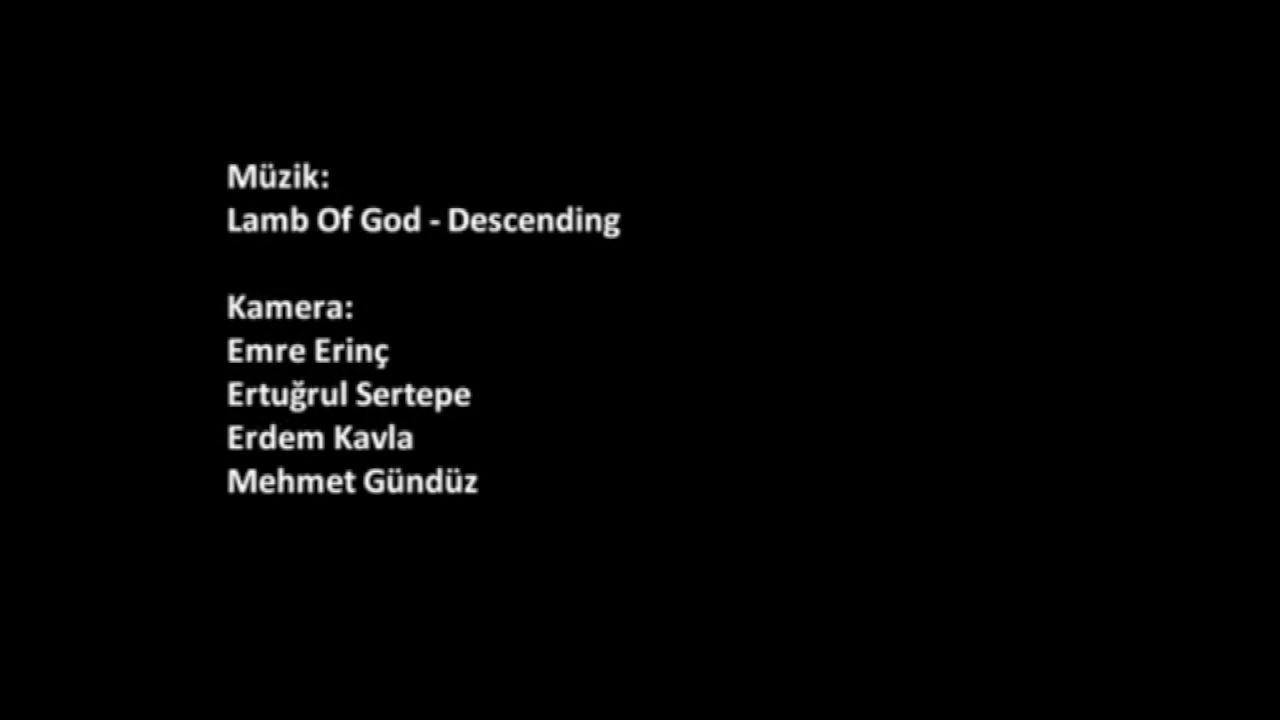 Müzik:
Lamb Of God - Descending
Kamera:
Emre Erinç
Ertuğrul Sertepe
Erdem Kavla
Mehmet Gündüz